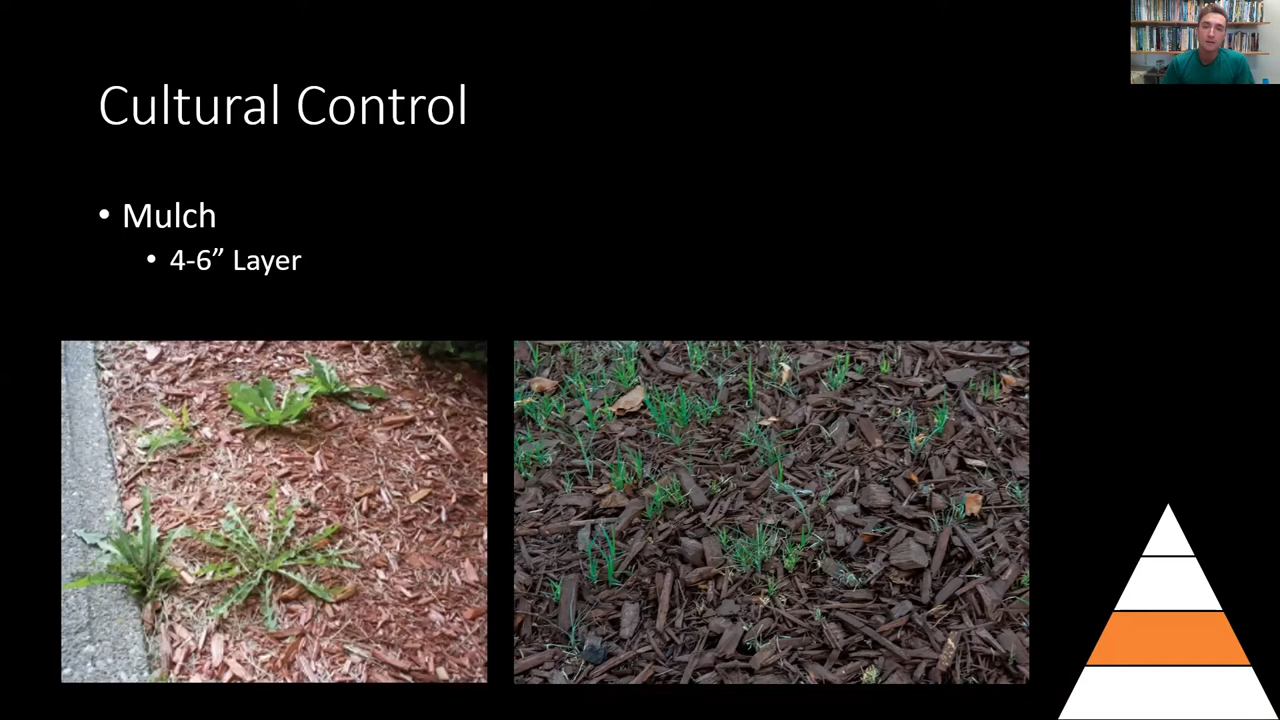 Cultural Control
• Mulch
• 4-6” Layer